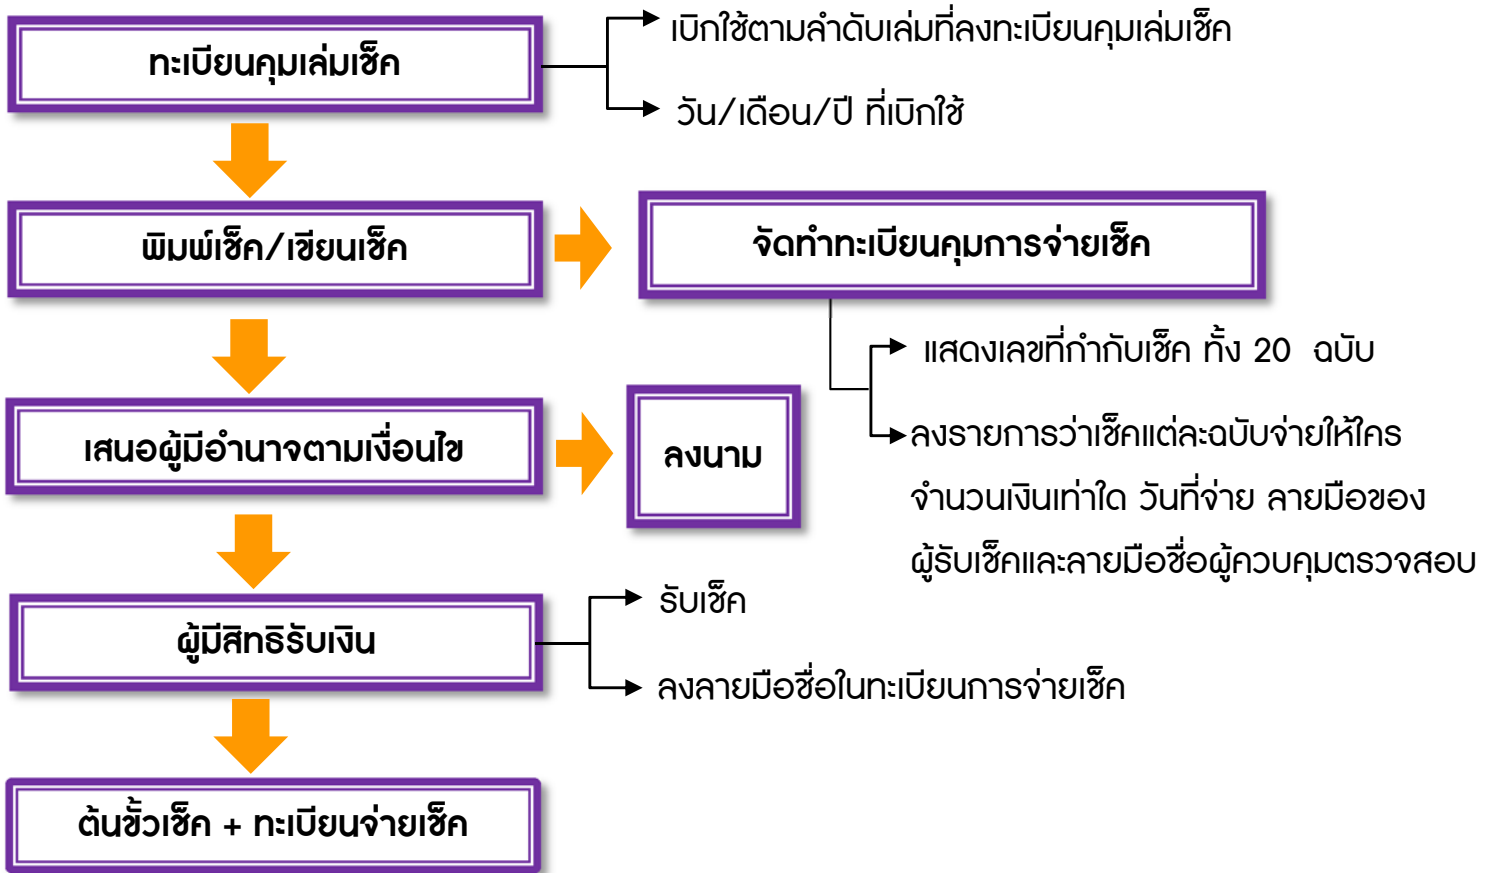 ทะเบียนคุมเล่มเช็ค
เบิกใช้ตามลำดับเล่มที่ลงทะเบียนคุมเล่มเช็ค
วัน/เดือน/ปี ที่เบิกใช้
พิมพ์เช็ค/เขียนเช็ค
จัดทำทะเบียนคุมการจ่ายเช็ค
แสดงเลขที่กำกับเช็ค ทั้ง 20 ฉบับ
ลงรายการว่าเช็คแต่ละฉบับจ่ายให้ใคร
จำนวนเงินเท่าใด วันที่จ่าย ลายมือของ
ผู้รับเช็คและลายมือชื่อผู้ควบคุมตรวจสอบ
เสนอผู้มีอำนาจตามเงื่อนไข
ลงนาม
ผู้มีสิทธิรับเงิน
รับเช็ค
ลงลายมือชื่อในทะเบียนการจ่ายเช็ค
ต้นขั้วเช็ค + ทะเบียนจ่ายเช็ค